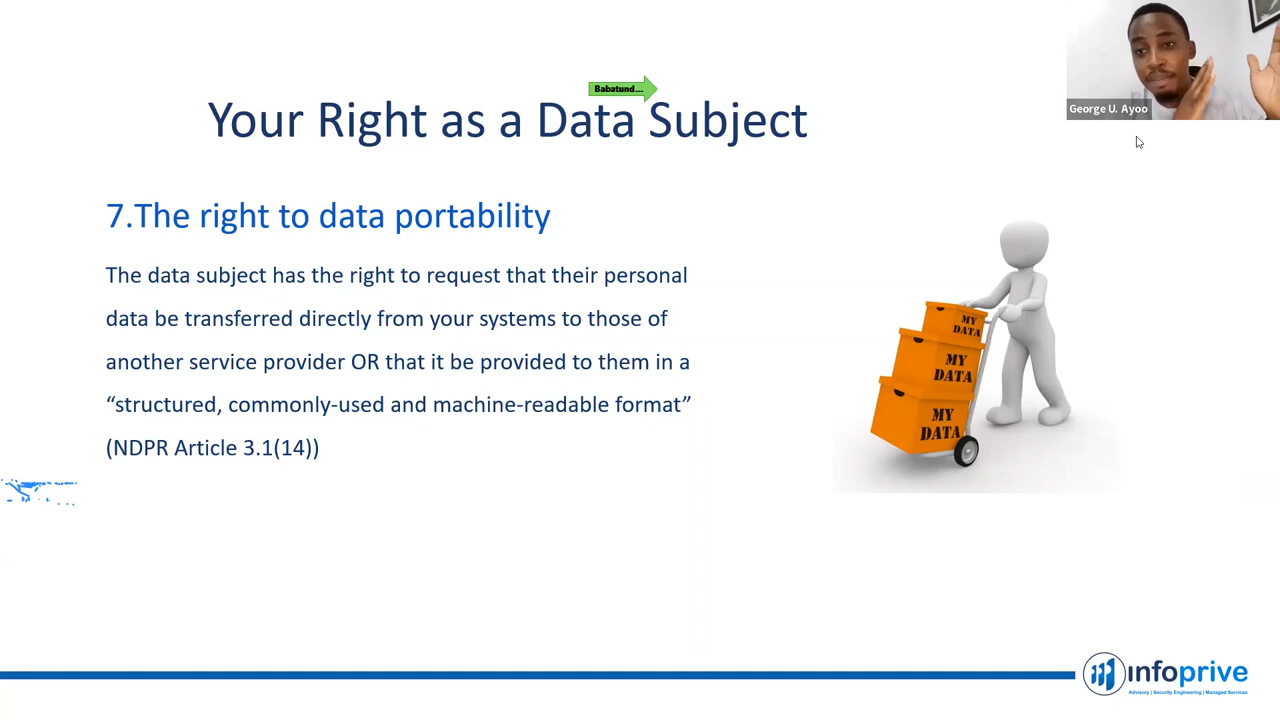 Babatund...
George U. Ayoo
Your Right as a Data Subject
7.The right to data portability
The data subject has the right to request that their personal
data be transferred directly from your systems to those of
another service provider OR that it be provided to them in a
“structured, commonly-used and machine-readable format”
(NDPR Article 3.1(14))
MY
DATA
MY
DATA
MY
DATA
infoprive
Advisory | Security Engineering | Managed Services